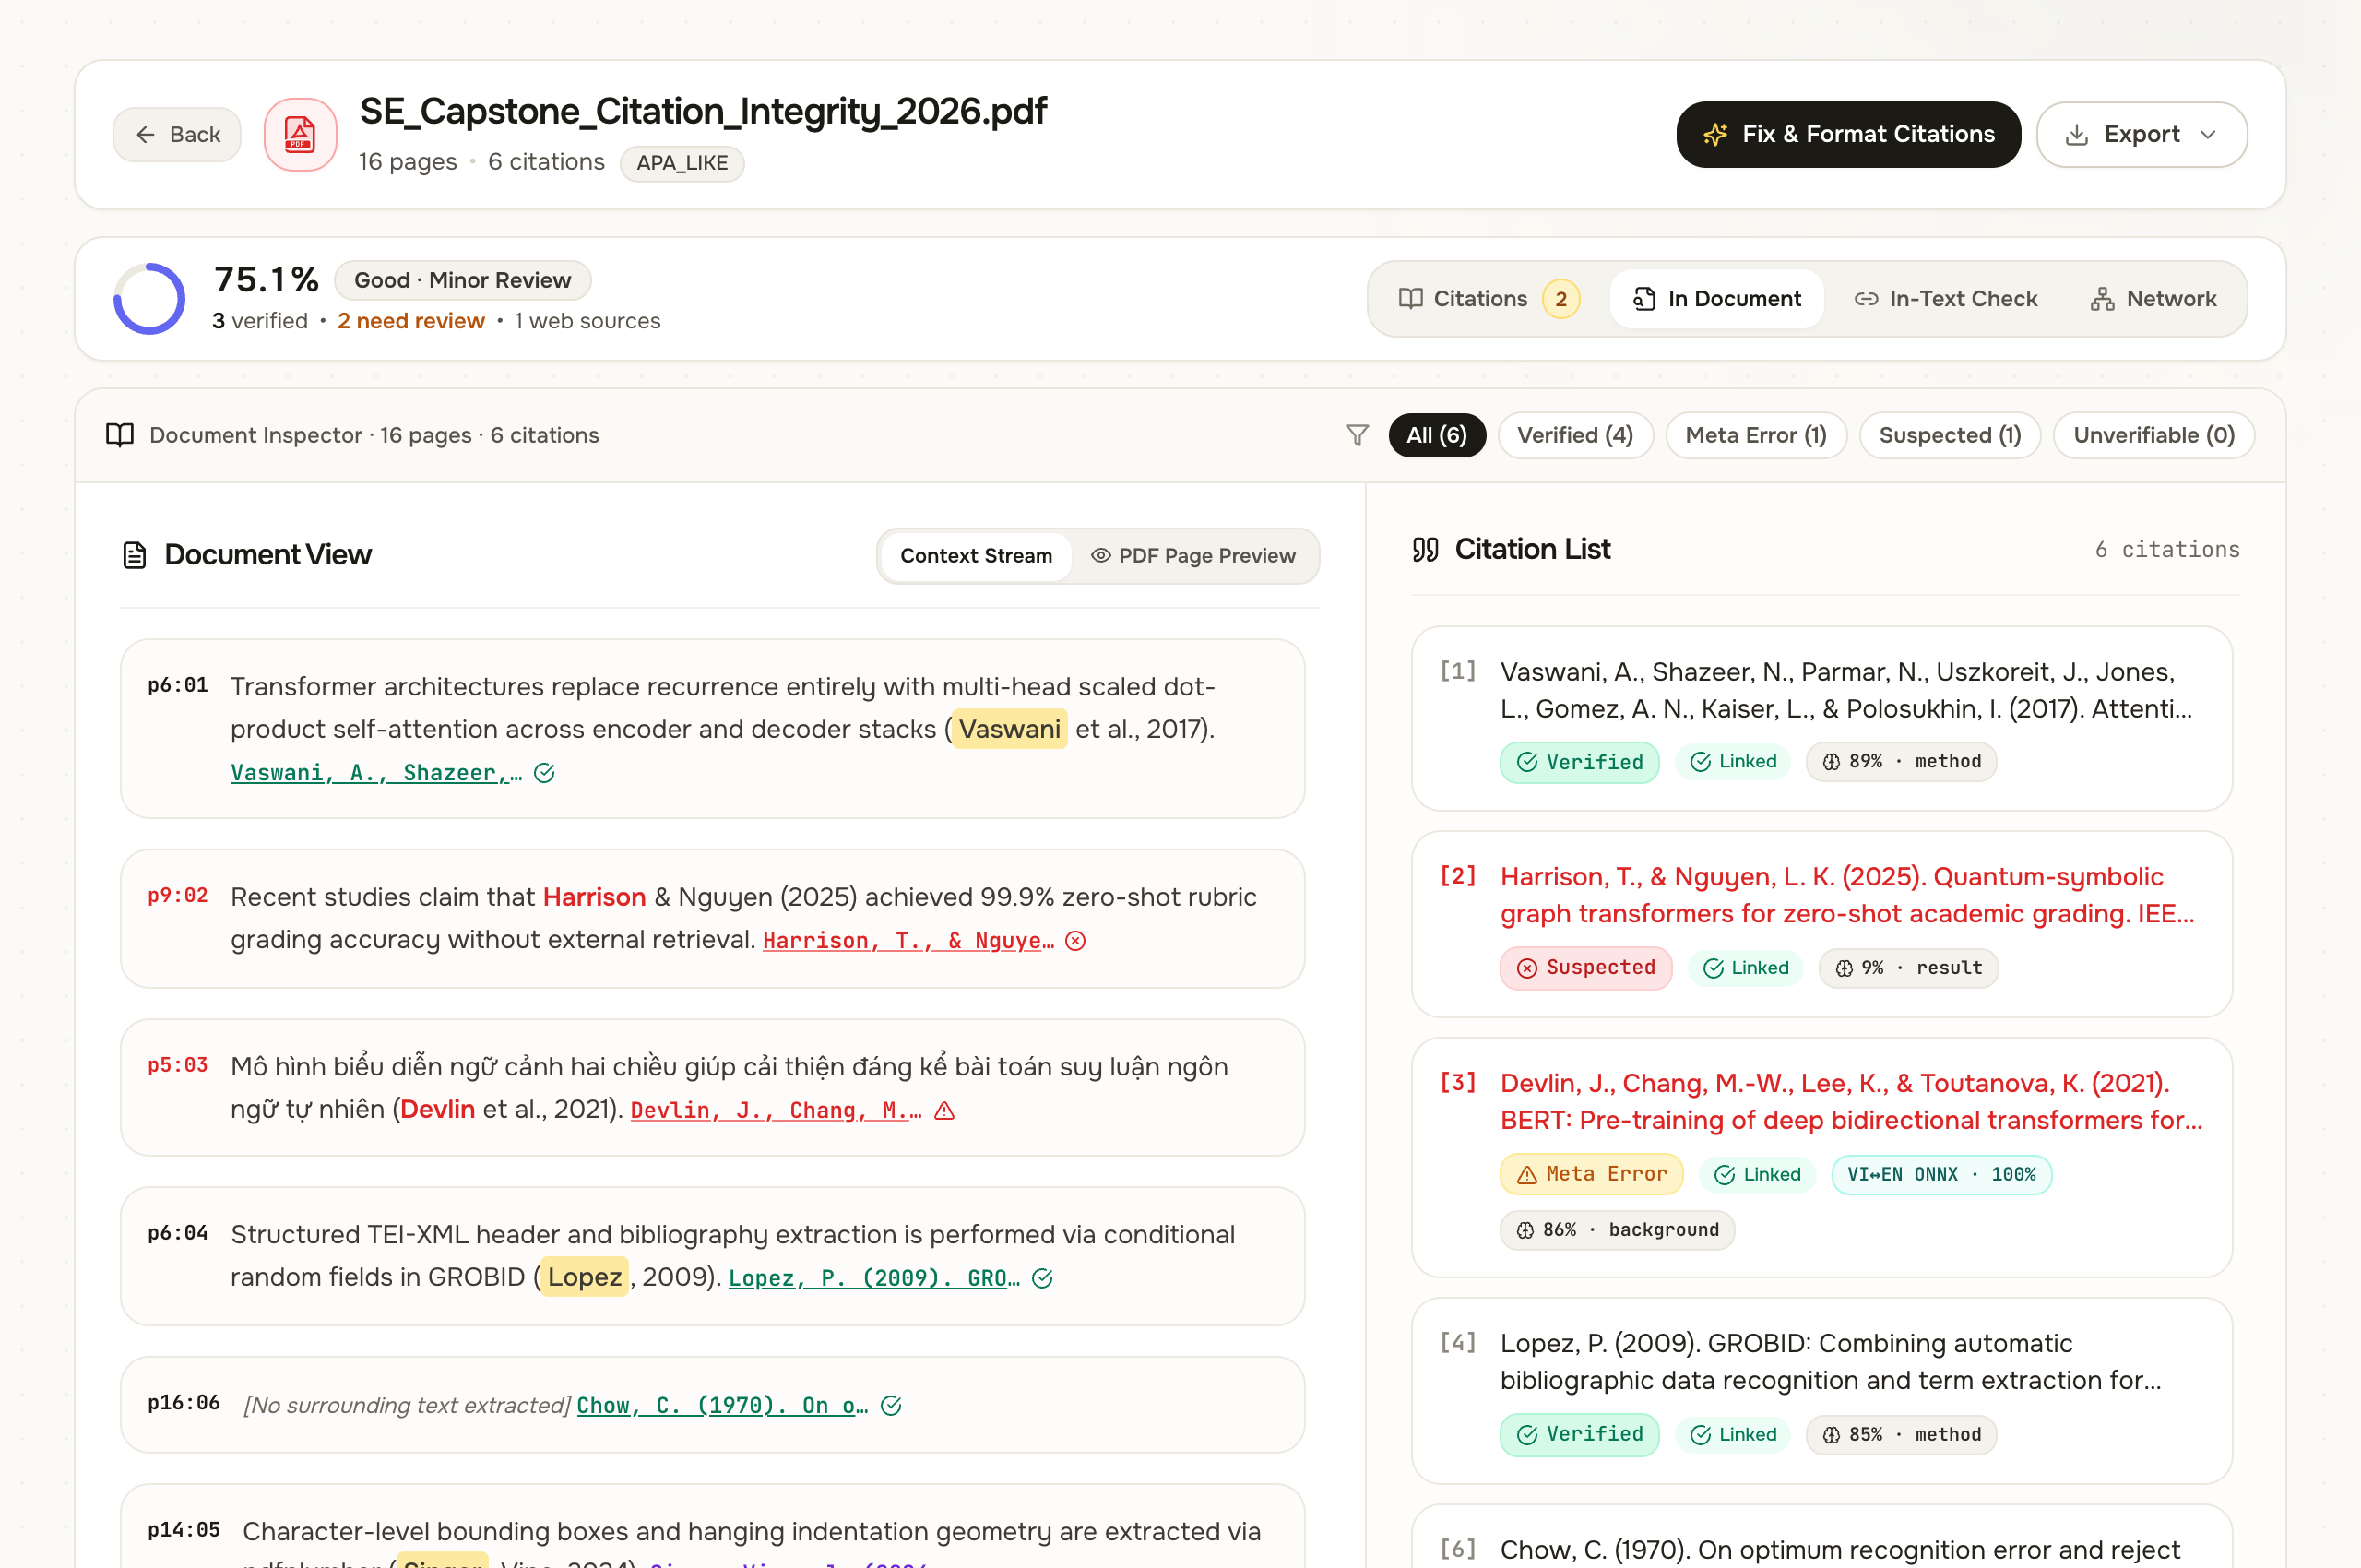 Back
SE_Capstone_Citation_Integrity_2026.pdf
16 pages • 6 citations APA_LIKE
Fix & Format Citations
Export
75.1% Good · Minor Review
3 verified • 2 need review • 1 web sources
Citations 2
In Document
In-Text Check
Network
Document Inspector · 16 pages · 6 citations
All (6)
Verified (4)
Meta Error (1)
Suspected (1)
Unverifiable (0)
Document View
Context Stream
PDF Page Preview
p6:01 Transformer architectures replace recurrence entirely with multi-head scaled dot-
product self-attention across encoder and decoder stacks (Vaswani et al., 2017).
Vaswani, A., Shazeer,…
p9:02 Recent studies claim that Harrison & Nguyen (2025) achieved 99.9% zero-shot rubric
grading accuracy without external retrieval. Harrison, T., & Nguye…
p5:03 Mô hình biểu diễn ngữ cảnh hai chiều giúp cải thiện đáng kể bài toán suy luận ngôn
ngữ tự nhiên (Devlin et al., 2021). Devlin, J., Chang, M.…
p6:04 Structured TEI-XML header and bibliography extraction is performed via conditional
random fields in GROBID (Lopez, 2009). Lopez, P. (2009). GRO…
p16:06 [No surrounding text extracted] Chow, C. (1970). On o…
p14:05 Character-level bounding boxes and hanging indentation geometry are extracted via
Citation List
6 citations
[1] Vaswani, A., Shazeer, N., Parmar, N., Uszkoreit, J., Jones,
L., Gomez, A. N., Kaiser, L., & Polosukhin, I. (2017). Attenti…
Verified Linked 89% · method
[2] Harrison, T., & Nguyen, L. K. (2025). Quantum-symbolic
graph transformers for zero-shot academic grading. IEE…
Suspected Linked 9% · result
[3] Devlin, J., Chang, M.-W., Lee, K., & Toutanova, K. (2021).
BERT: Pre-training of deep bidirectional transformers for…
Meta Error Linked VI↔EN ONNX · 100%
86% · background
[4] Lopez, P. (2009). GROBID: Combining automatic
bibliographic data recognition and term extraction for…
Verified Linked 85% · method
[6] Chow, C. (1970). On optimum recognition error and reject